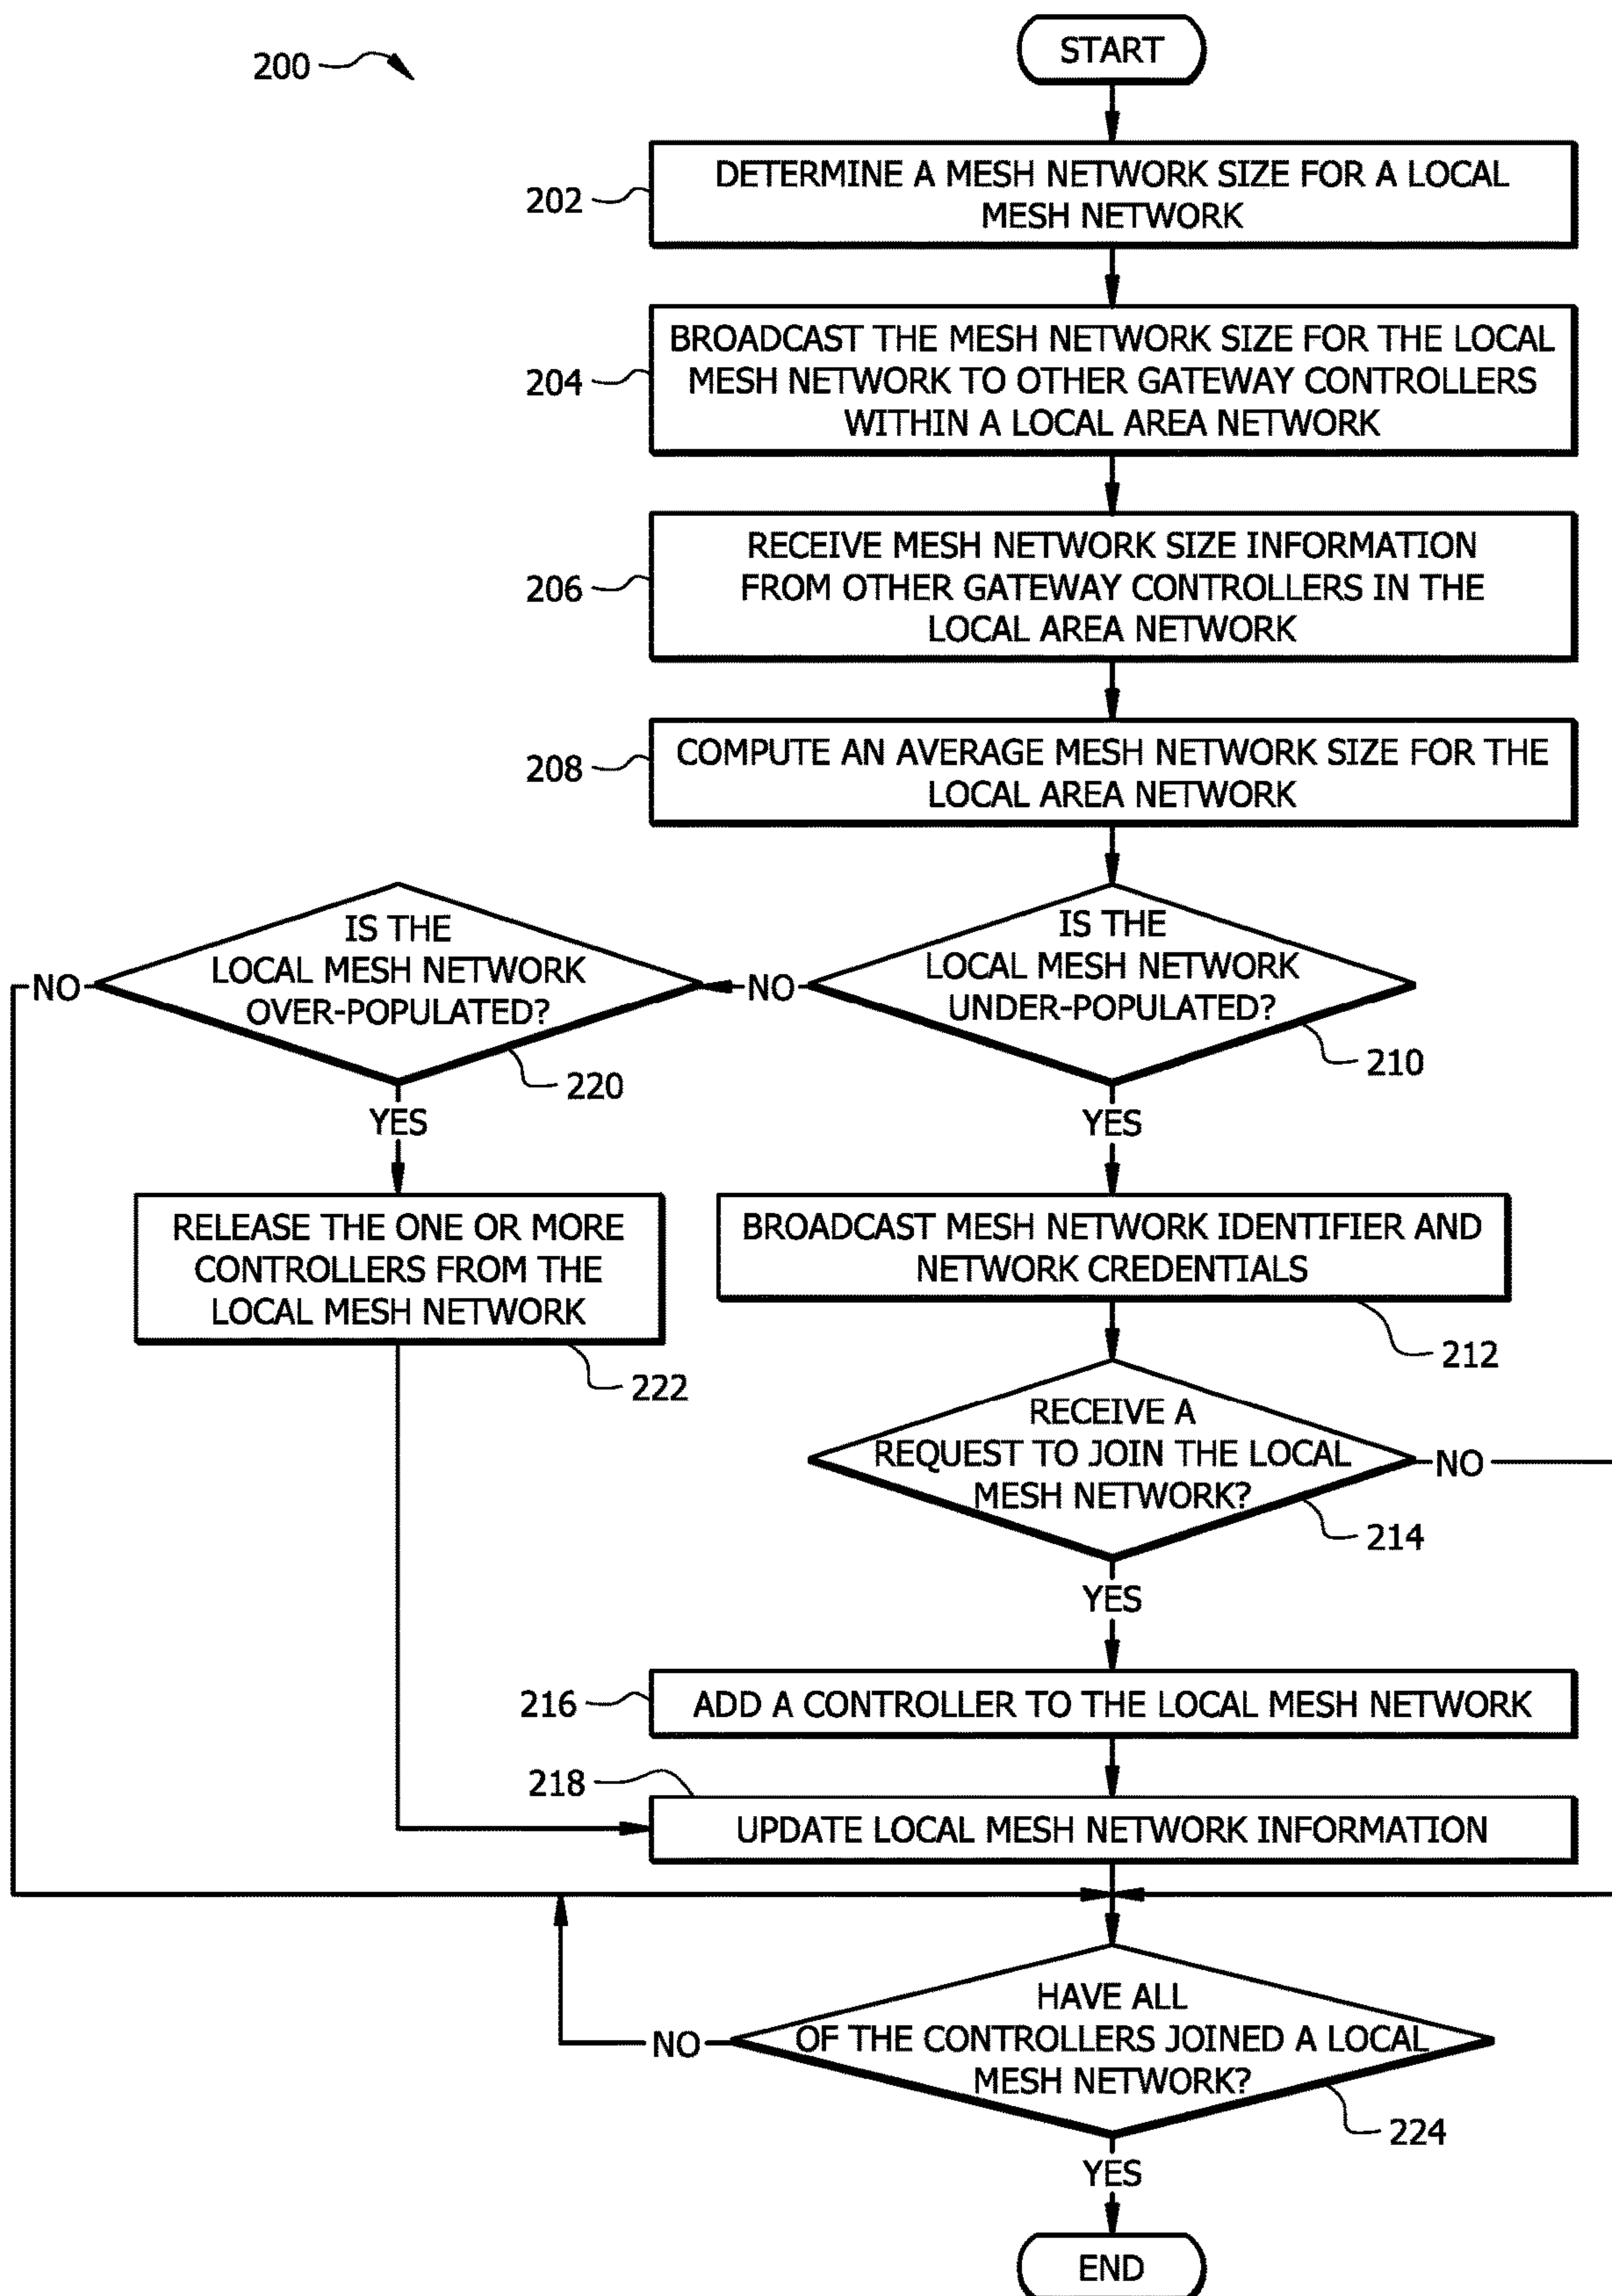 200
START
202
DETERMINE A MESH NETWORK SIZE FOR A LOCAL
MESH NETWORK
204
BROADCAST THE MESH NETWORK SIZE FOR THE LOCAL
MESH NETWORK TO OTHER GATEWAY CONTROLLERS
WITHIN A LOCAL AREA NETWORK
206
RECEIVE MESH NETWORK SIZE INFORMATION
FROM OTHER GATEWAY CONTROLLERS IN THE
LOCAL AREA NETWORK
208
COMPUTE AN AVERAGE MESH NETWORK SIZE FOR THE
LOCAL AREA NETWORK
IS THE
LOCAL MESH NETWORK
UNDER-POPULATED?
210
NO
IS THE
LOCAL MESH NETWORK
OVER-POPULATED?
220
NO
YES
YES
RELEASE THE ONE OR MORE
CONTROLLERS FROM THE
LOCAL MESH NETWORK
222
BROADCAST MESH NETWORK IDENTIFIER AND
NETWORK CREDENTIALS
212
RECEIVE A
REQUEST TO JOIN THE LOCAL
MESH NETWORK?
NO
214
YES
216
ADD A CONTROLLER TO THE LOCAL MESH NETWORK
218
UPDATE LOCAL MESH NETWORK INFORMATION
HAVE ALL
OF THE CONTROLLERS JOINED A LOCAL
MESH NETWORK?
NO
224
YES
END